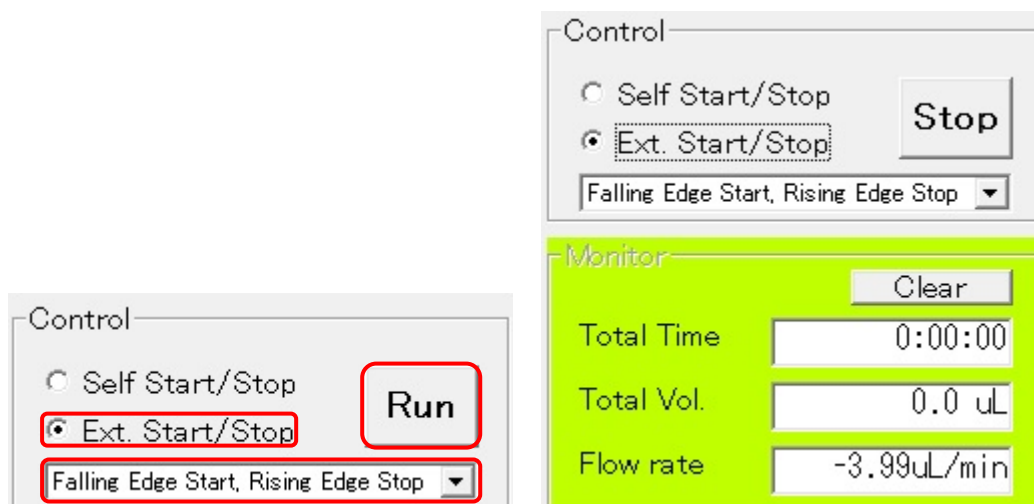 Control
Self Start/Stop
Ext. Start/Stop
Run
Falling Edge Start, Rising Edge Stop
Control
Self Start/Stop
Ext. Start/Stop
Stop
Falling Edge Start, Rising Edge Stop
Monitor
Clear
Total Time 0:00:00
Total Vol. 0.0 uL
Flow rate -3.99uL/min